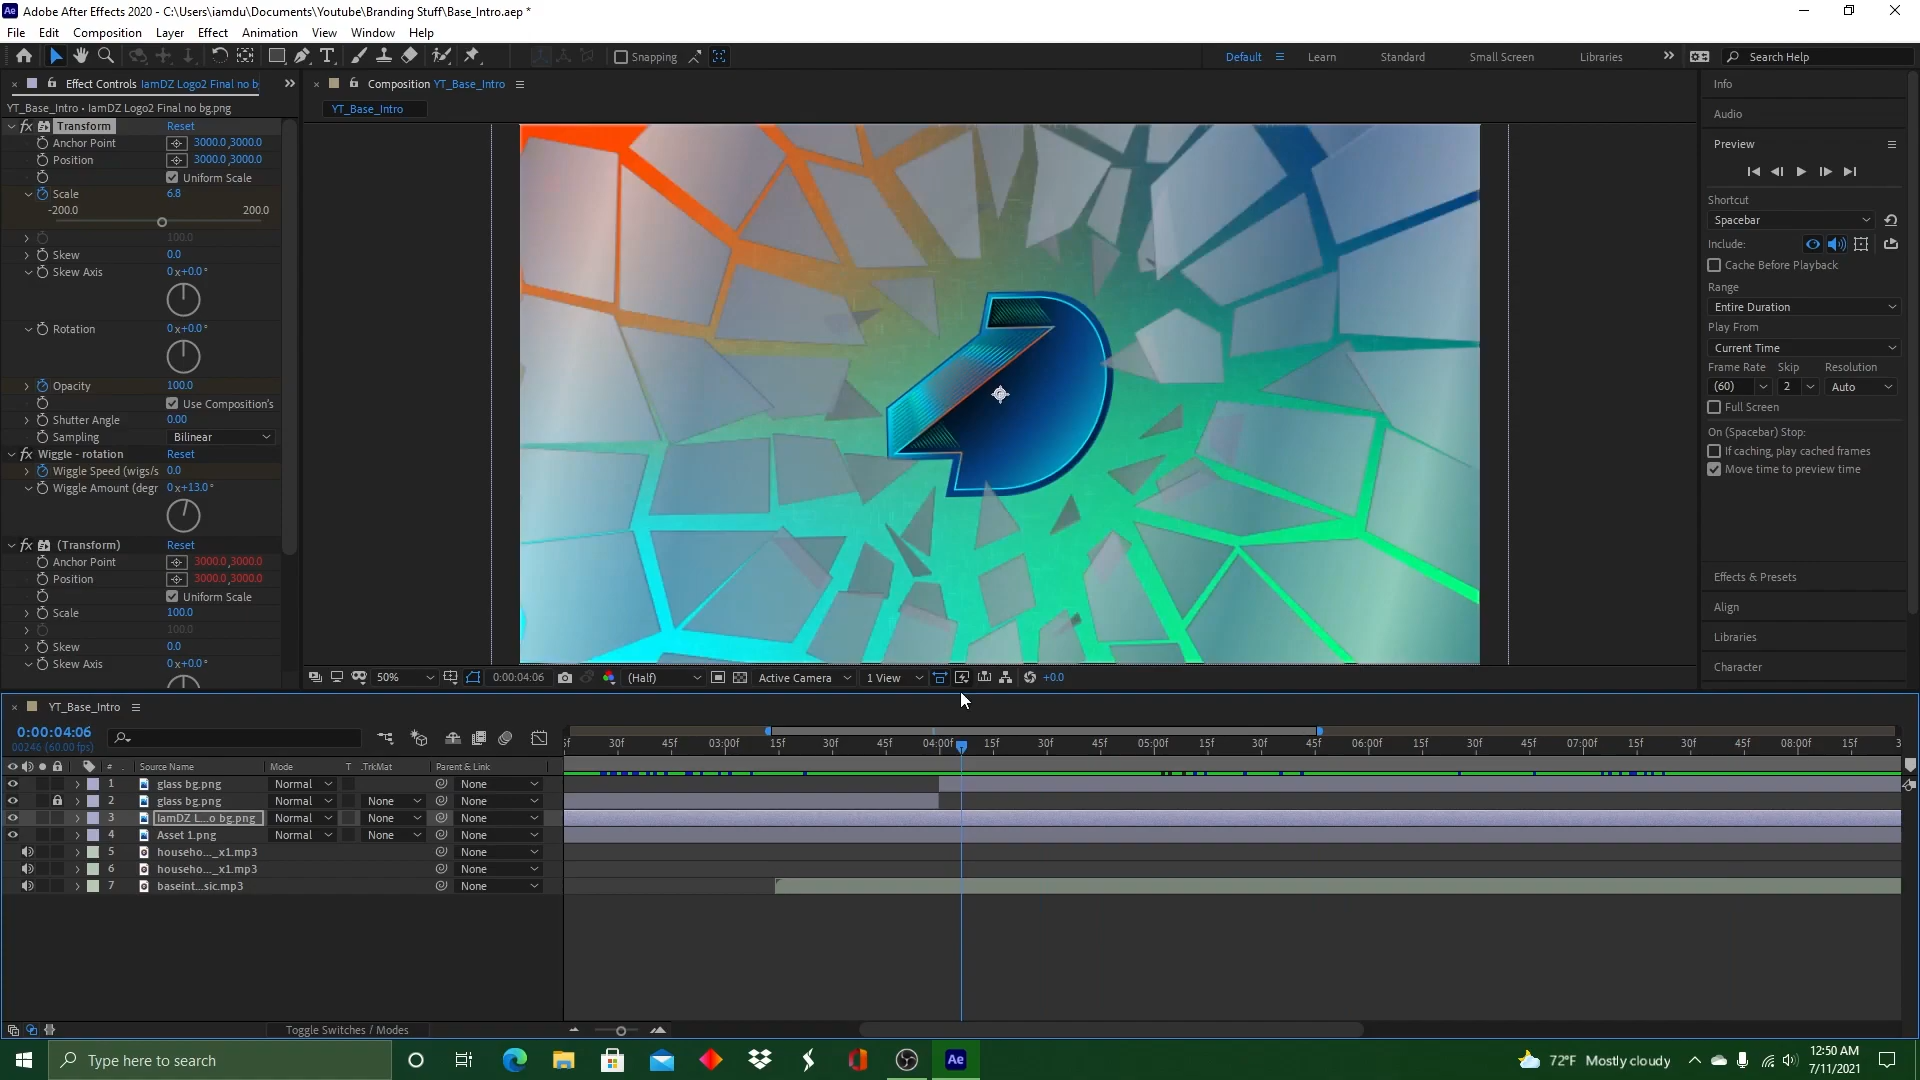 Adobe After Effects 2020 - C:\Users\iamdu\Documents\Youtube\Branding Stuff\Base_Intro.aep *
File Edit Composition Layer Effect Animation View Window Help
Snapping Default Learn Standard Small Screen Libraries Search Help
Effect Controls IamDZ Logo2 Final no b
YT_Base_Intro • IamDZ Logo2 Final no bg.png
fx Transform Reset
Anchor Point 3000.0,3000.0
Position 3000.0,3000.0
Uniform Scale
Scale 6.8
-200.0 200.0
100.0
Skew 0.0
Skew Axis 0x+0.0°
Rotation 0x+0.0°
Opacity 100.0
Use Composition's
Shutter Angle 0.00
Sampling Bilinear
fx Wiggle - rotation Reset
Wiggle Speed (wigs/s 0.0
Wiggle Amount (degr 0x+13.0°
fx (Transform) Reset
Anchor Point 3000.0,3000.0
Position 3000.0,3000.0
Uniform Scale
Scale 100.0
100.0
Skew 0.0
Skew Axis 0x+0.0°
Composition YT_Base_Intro
YT_Base_Intro
50% 0:00:04:06 (Half) Active Camera 1 View +0.0
Info
Audio
Preview
Shortcut
Spacebar
Include:
Cache Before Playback
Range
Entire Duration
Play From
Current Time
Frame Rate Skip Resolution
(60) 2 Auto
Full Screen
On (Spacebar) Stop:
If caching, play cached frames
Move time to preview time
Effects & Presets
Align
Libraries
Character
YT_Base_Intro
0:00:04:06
00246 (60.00 fps)
30f 45f 03:00f 15f 30f 45f 04:00f 15f 30f 45f 05:00f 15f 30f 45f 06:00f 15f 30f 45f 07:00f 15f 30f 45f 08:00f 15f 3
# Source Name Mode T .TrkMat Parent & Link
1 glass bg.png Normal None
2 glass bg.png Normal None None
3 IamDZ L...o bg.png Normal None None
4 Asset 1.png Normal None None
5 househo..._x1.mp3 None
6 househo..._x1.mp3 None
7 baseint...sic.mp3 None
Toggle Switches / Modes
Type here to search
Ae
72°F Mostly cloudy
12:50 AM
7/11/2021